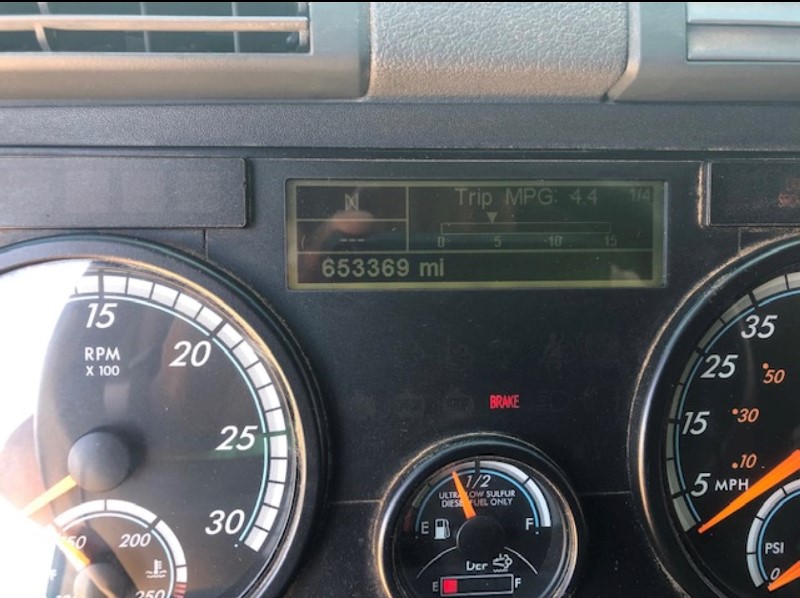 N
Trip MPG: 4.4 1/4
---
0 5 10 15
653369 mi
15
RPM
X 100
20
25
30
200
250
BRAKE
1/2
ULTRA LOW SULFUR
DIESEL FUEL ONLY
E F
DEF
E F
35
25
50
15
30
10
5 MPH
PSI
0